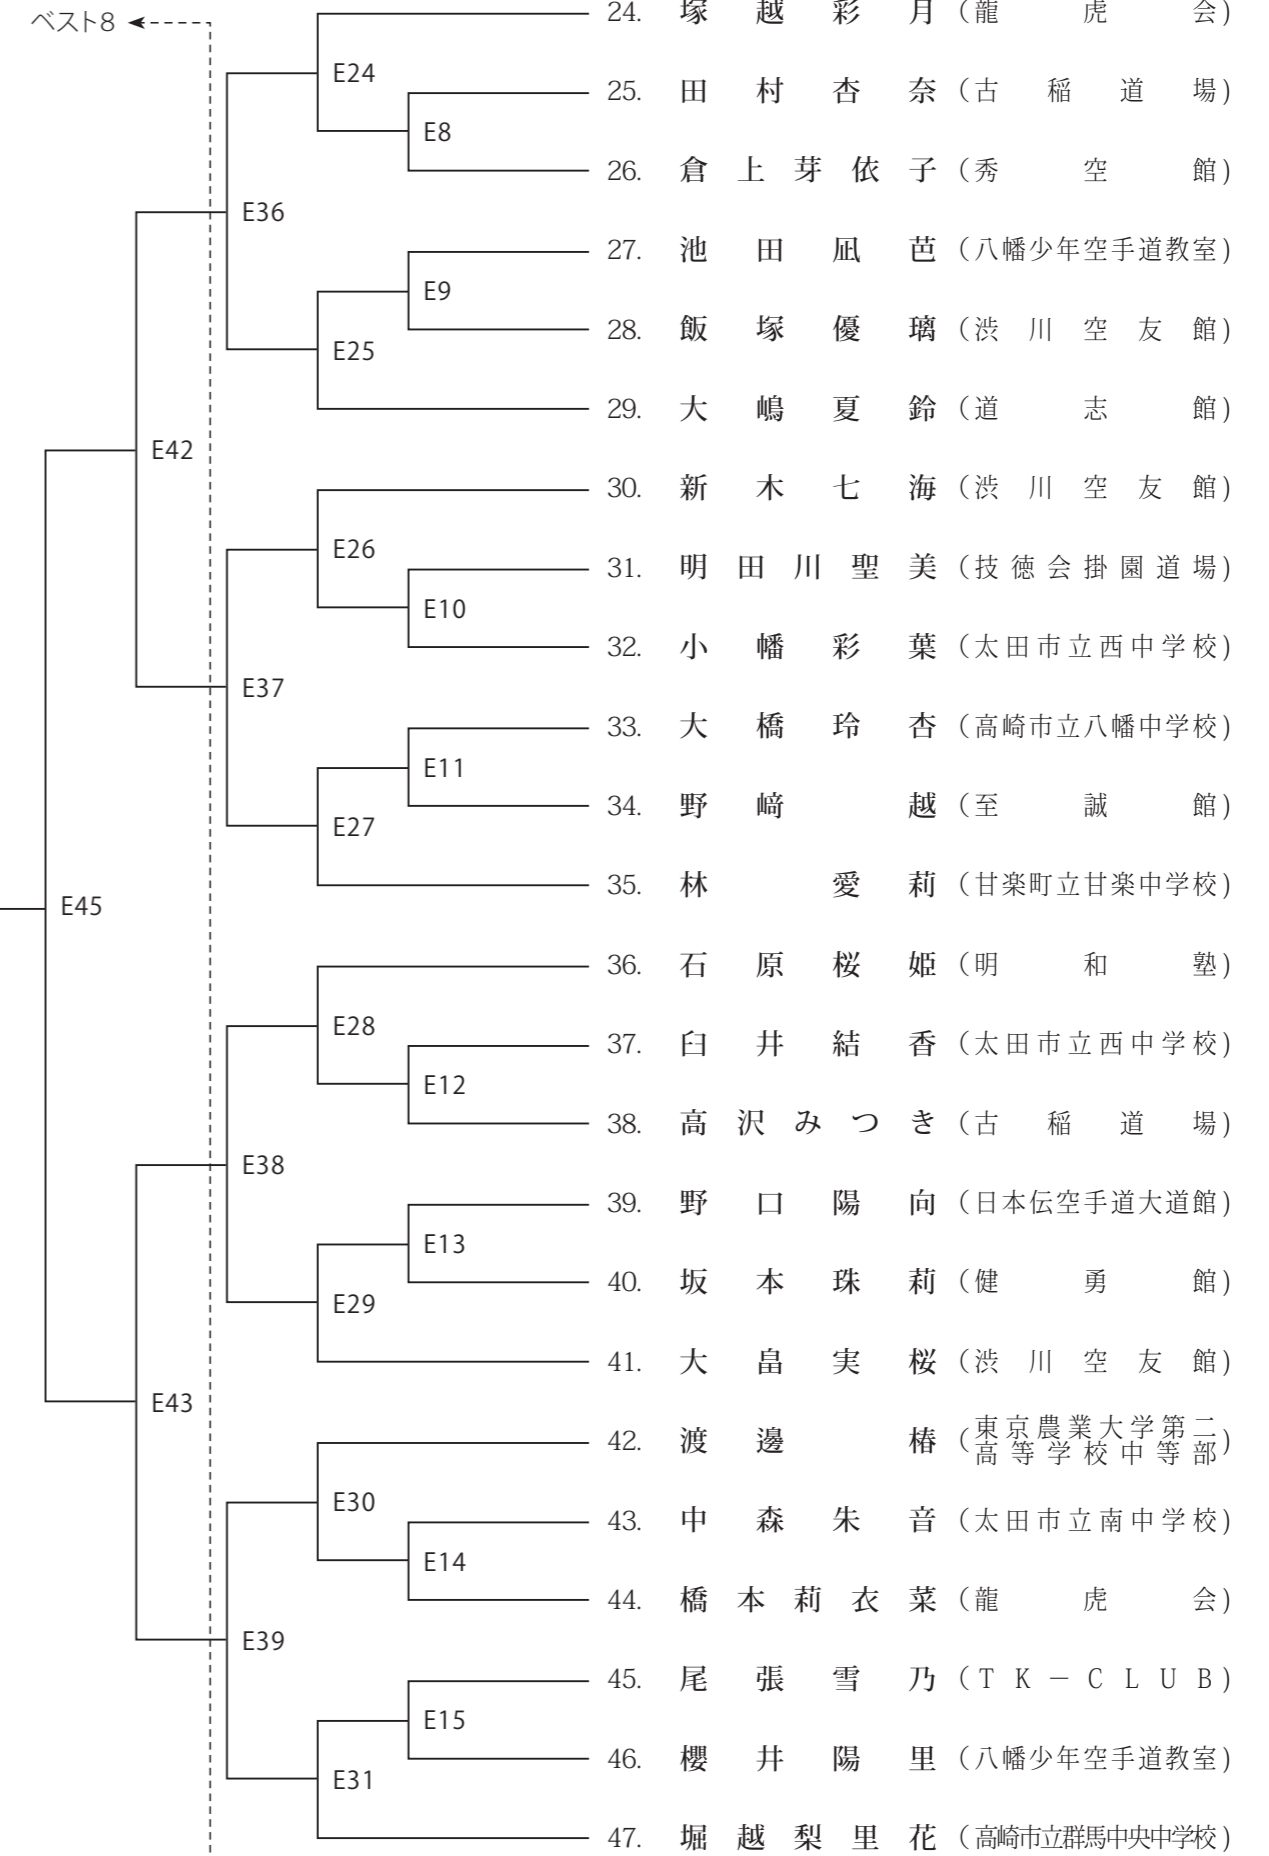 ベスト8
24. 塚越彩月 (龍虎会)
E24
25. 田村杏奈 (古稲道場)
E8
26. 倉上芽依子 (秀空館)
E36
27. 池田凪芭 (八幡少年空手道教室)
E9
28. 飯塚優璃 (渋川空友館)
E25
29. 大嶋夏鈴 (道志館)
E42
30. 新木七海 (渋川空友館)
E26
31. 明田川聖美 (技徳会掛園道場)
E10
32. 小幡彩葉 (太田市立西中学校)
E37
33. 大橋玲杏 (高崎市立八幡中学校)
E11
34. 野﨑越 (至誠館)
E27
35. 林愛莉 (甘楽町立甘楽中学校)
E45
36. 石原桜姫 (明和塾)
E28
37. 臼井結香 (太田市立西中学校)
E12
38. 高沢みつき (古稲道場)
E38
39. 野口陽向 (日本伝空手道大道館)
E13
40. 坂本珠莉 (健勇館)
E29
41. 大畠実桜 (渋川空友館)
E43
42. 渡邊椿 (東京農業大学第二
高等学校中等部)
E30
43. 中森朱音 (太田市立南中学校)
E14
44. 橋本莉衣菜 (龍虎会)
E39
45. 尾張雪乃 (TK－CLUB)
E15
46. 櫻井陽里 (八幡少年空手道教室)
E31
47. 堀越梨里花 (高崎市立群馬中央中学校)